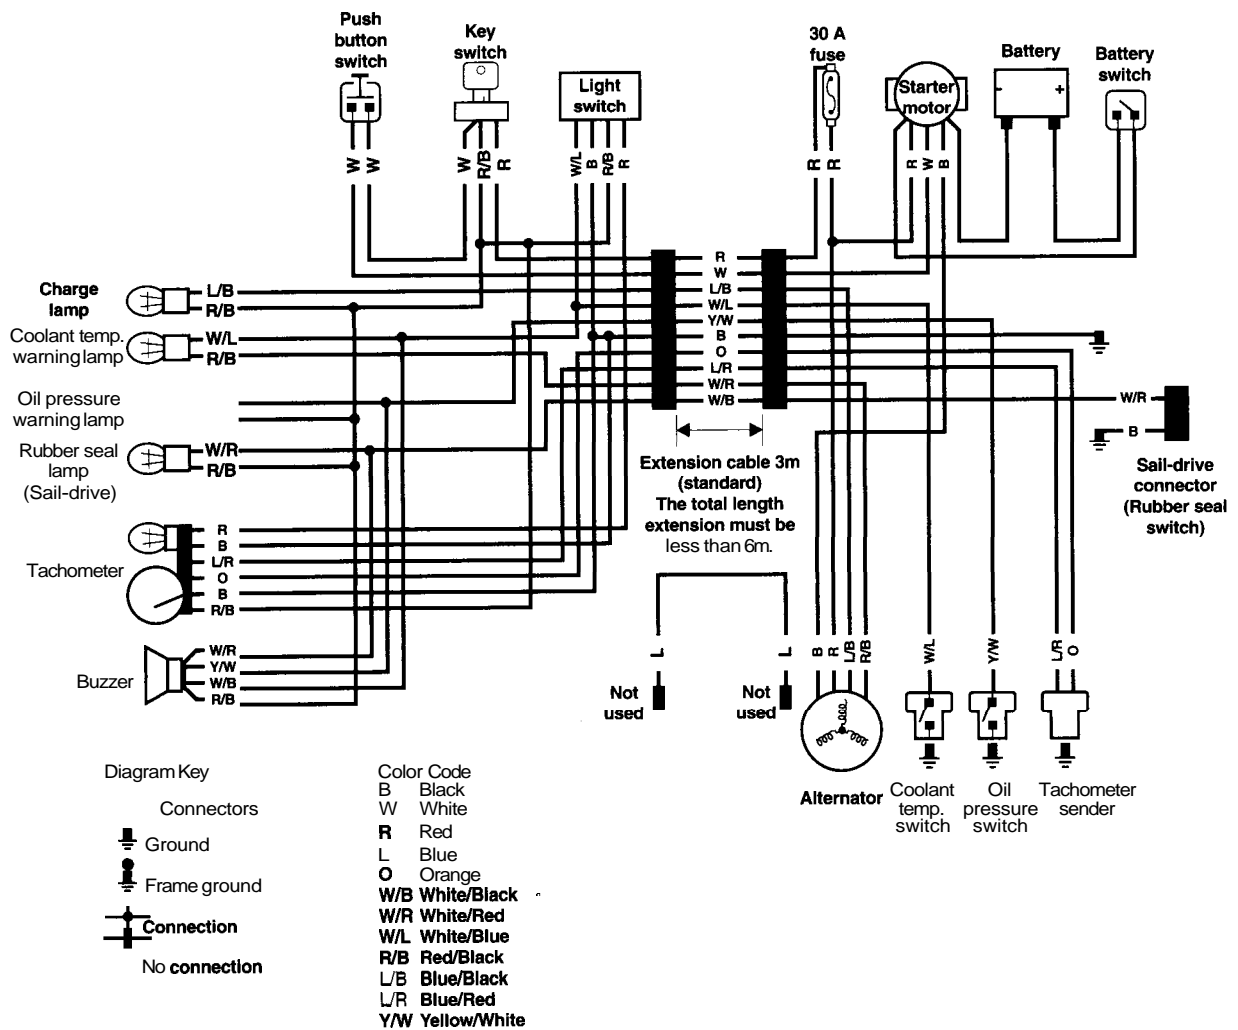 Push
button
switch
Key
switch
Light
switch
30 A
fuse
Starter
motor
Battery
- +
Battery
switch
W W
W R/B R
W/L B R/B R
R R
R W B
Charge
lamp
L/B
R/B
Coolant temp.
warning lamp
W/L
R/B
Oil pressure
warning lamp
Rubber seal
lamp
(Sail-drive)
W/R
R/B
Tachometer
R
B
L/R
O
B
R/B
Buzzer
W/R
Y/W
W/B
R/B
R
W
L/B
W/L
Y/W
B
O
L/R
W/R
W/B
Extension cable 3m
(standard)
The total length
extension must be
less than 6m.
W/R
B
Sail-drive
connector
(Rubber seal
switch)
L L
Not
used
Not
used
B R L/B R/B
W/L
Y/W
L/R O
Alternator
Coolant
temp.
switch
Oil
pressure
switch
Tachometer
sender
Diagram Key
Connectors
Ground
Frame ground
Connection
No connection
Color Code
B Black
W White
R Red
L Blue
O Orange
W/B White/Black
W/R White/Red
W/L White/Blue
R/B Red/Black
L/B Blue/Black
L/R Blue/Red
Y/W Yellow/White